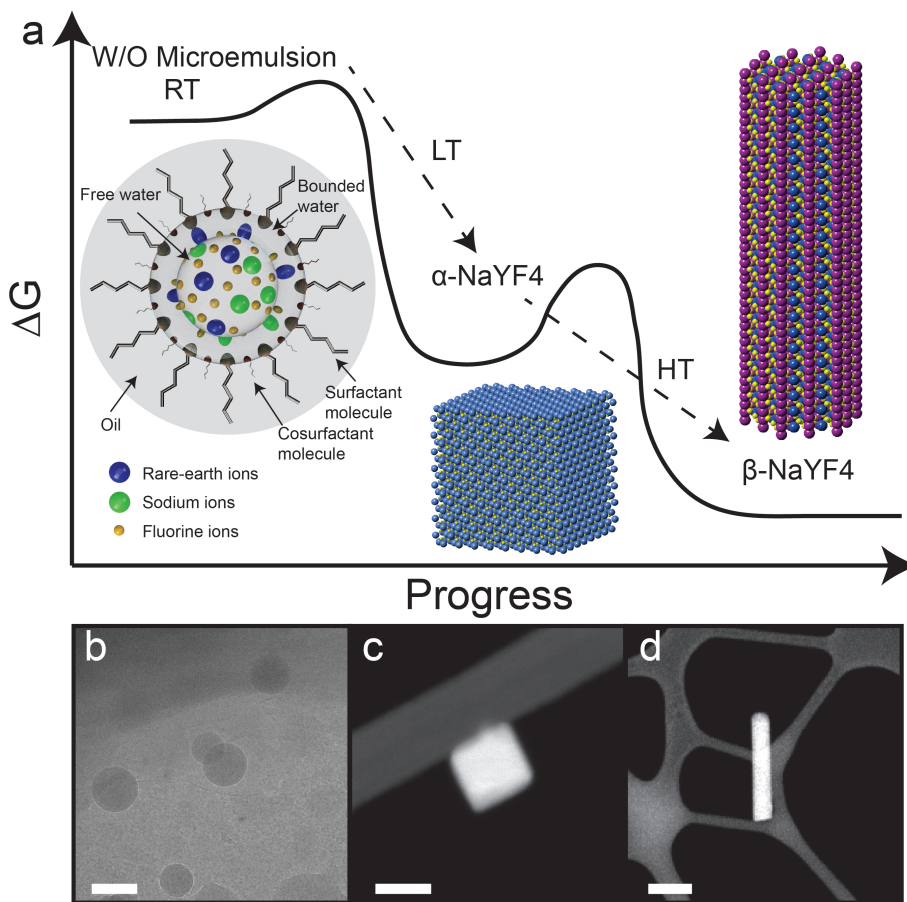 a
W/O Microemulsion
RT
LT
Free water
Bounded
water
α-NaYF4
ΔG
HT
Surfactant
molecule
Oil
Cosurfactant
molecule
β-NaYF4
Rare-earth ions
Sodium ions
Fluorine ions
Progress
b
c
d